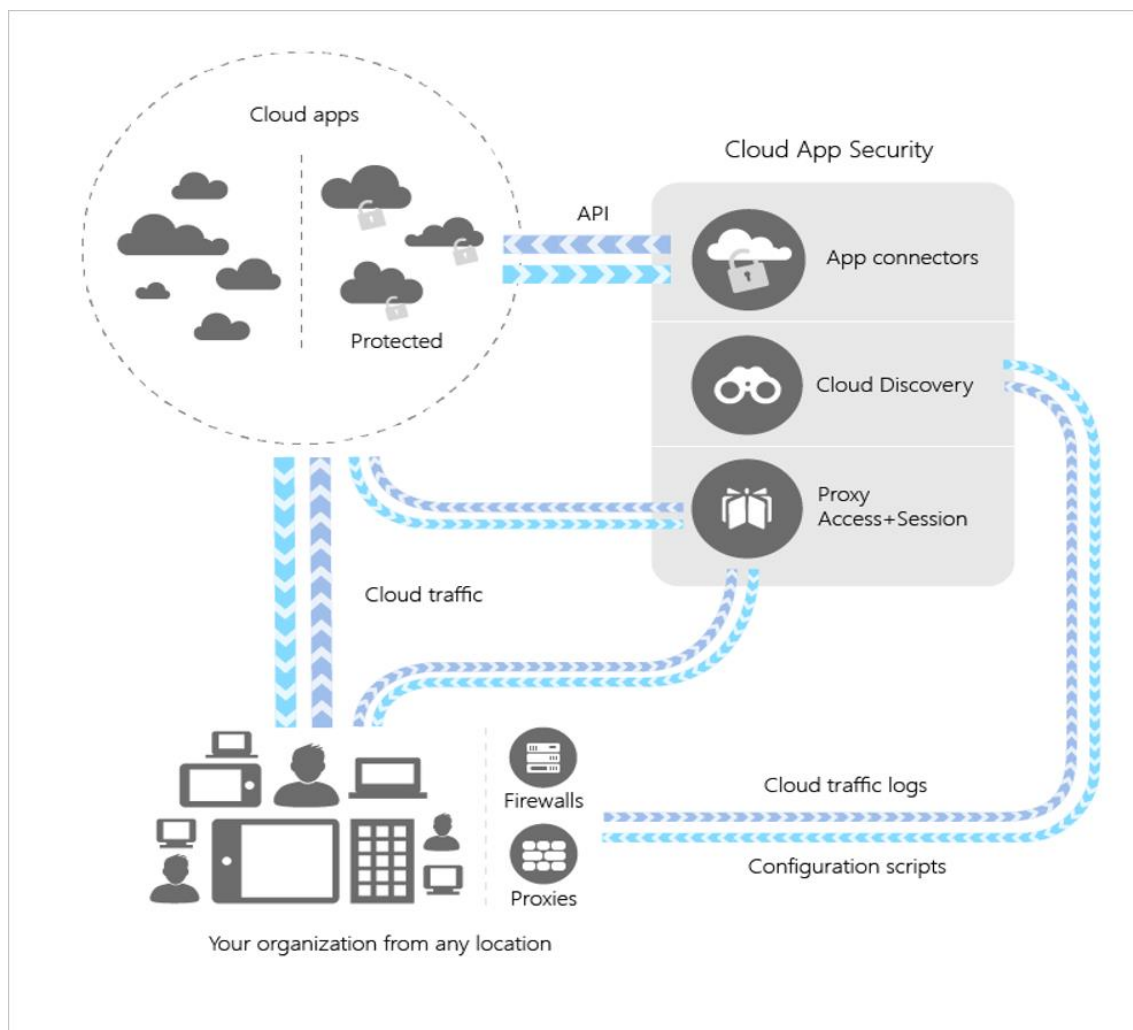 Cloud apps
Cloud App Security
API
App connectors
Protected
Cloud Discovery
Proxy
Access+Session
Cloud traffic
Firewalls
Cloud traffic logs
Configuration scripts
Proxies
Your organization from any location